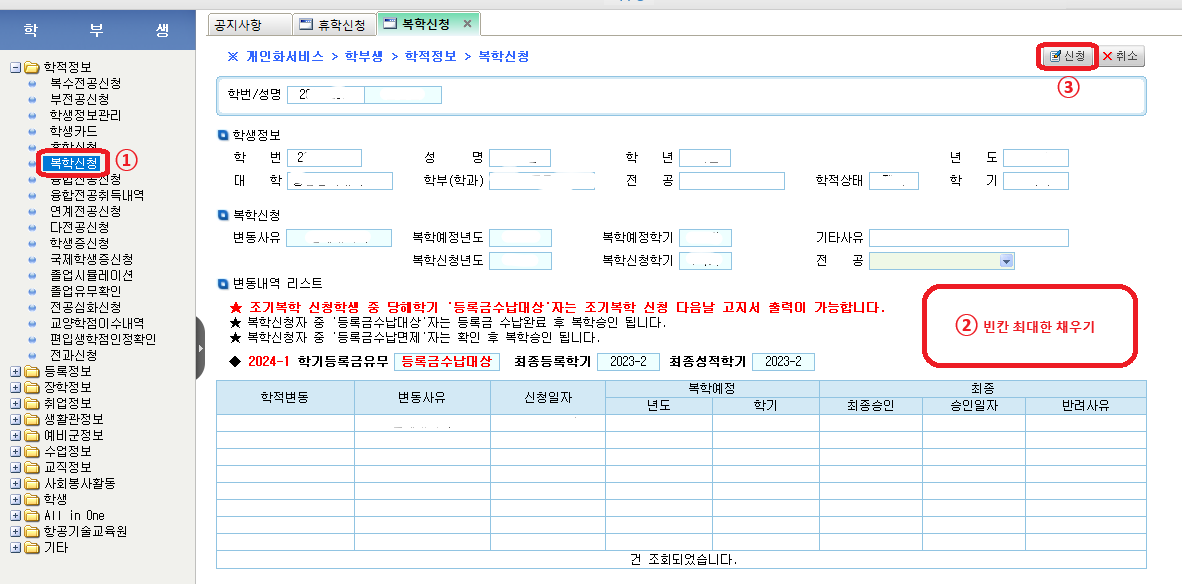 학 부 생
학적정보
복수전공신청
부전공신청
학생정보관리
학생카드
휴학신청
복학신청 ①
융합전공신청
융합전공취득내역
연계전공신청
다전공신청
학생증신청
국제학생증신청
졸업시뮬레이션
졸업유무확인
전공심화신청
교양학점이수내역
편입생학점인정확인
전과신청
등록정보
장학정보
취업정보
생활관정보
예비군정보
수업정보
교직정보
사회봉사활동
학생
All in One
항공기술교육원
기타
공지사항 휴학신청 복학신청 ×
※ 개인화서비스 > 학부생 > 학적정보 > 복학신청
신청 취소
③
학번/성명
학생정보
학 번 성 명 학 년 년 도
대 학 학부(학과) 전 공 학적상태 학 기
복학신청
변동사유 복학예정년도 복학예정학기 기타사유
복학신청년도 복학신청학기 전 공
변동내역 리스트
★ 조기복학 신청학생 중 당해학기 '등록금수납대상'자는 조기복학 신청 다음날 고지서 출력이 가능합니다.
★ 복학신청자 중 '등록금수납대상'자는 등록금 수납완료 후 복학승인 됩니다.
★ 복학신청자 중 '등록금수납면제'자는 확인 후 복학승인 됩니다.
② 빈칸 최대한 채우기
◆ 2024-1 학기등록금유무 등록금수납대상 최종등록학기 2023-2 최종성적학기 2023-2
학적변동 변동사유 신청일자 복학예정 최종
년도 학기 최종승인 승인일자 반려사유
건 조회되었습니다.